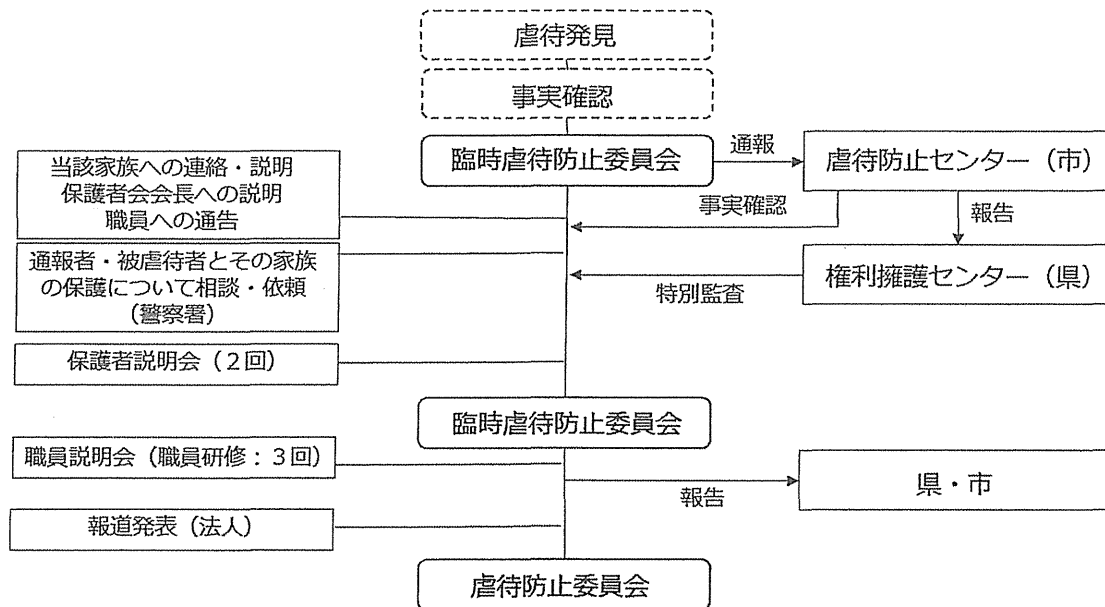 虐待発見
事実確認
臨時虐待防止委員会
通報
虐待防止センター（市）
当該家族への連絡・説明
保護者会会長への説明
職員への通告
事実確認
報告
通報者・被虐待者とその家族
の保護について相談・依頼
（警察署）
特別監査
権利擁護センター（県）
保護者説明会（２回）
臨時虐待防止委員会
職員説明会（職員研修：３回）
報告
県・市
報道発表（法人）
虐待防止委員会